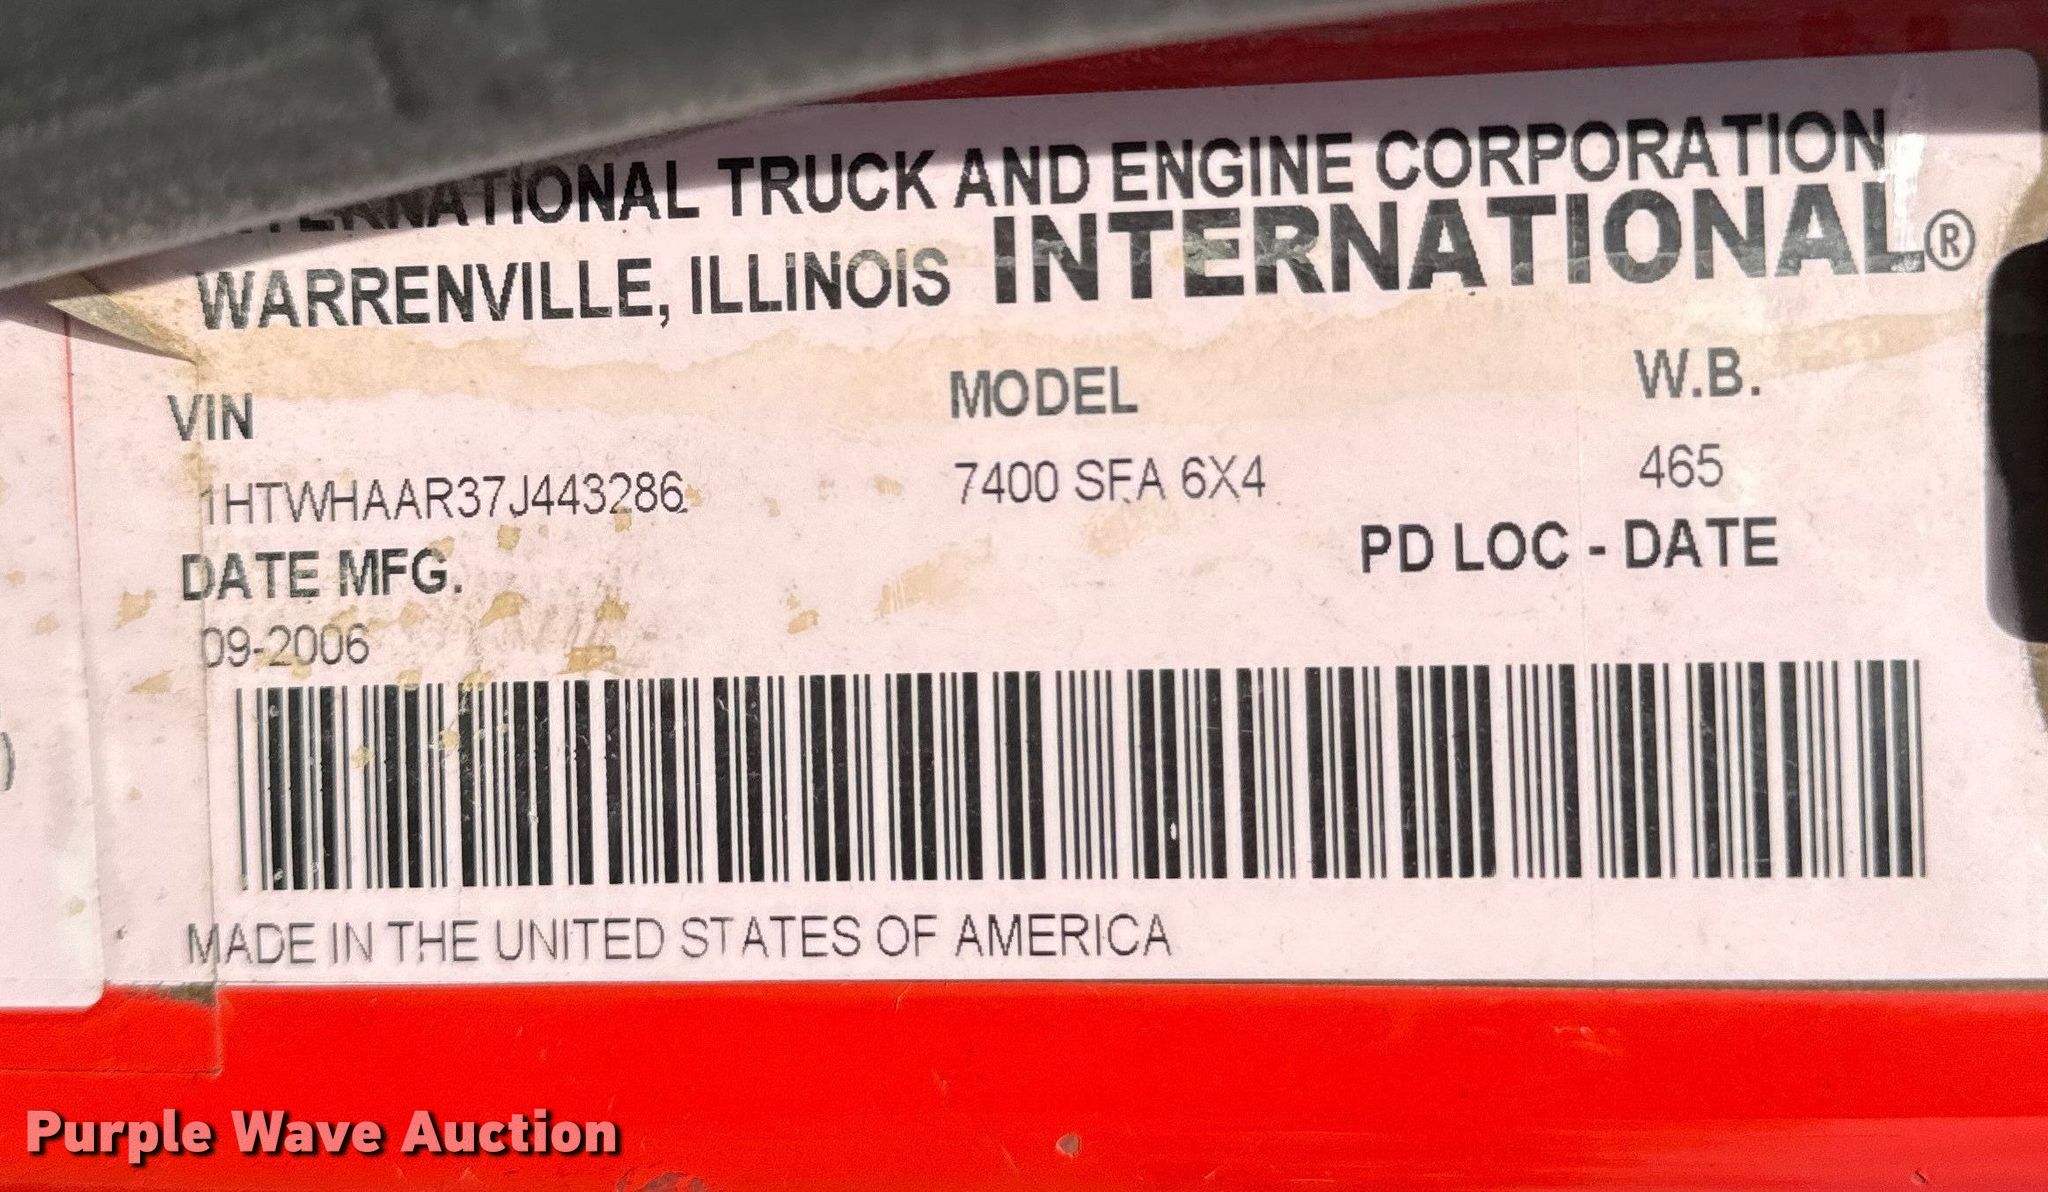 INTERNATIONAL TRUCK AND ENGINE CORPORATION
WARRENVILLE, ILLINOIS INTERNATIONAL®
VIN MODEL W.B.
1HTWHAAR37J443286 7400 SFA 6X4 465
DATE MFG. PD LOC - DATE
09-2006
MADE IN THE UNITED STATES OF AMERICA
Purple Wave Auction